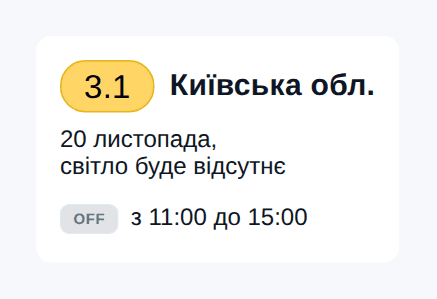 3.1 Київська обл.
20 листопада,
світло буде відсутнє
OFF з 11:00 до 15:00